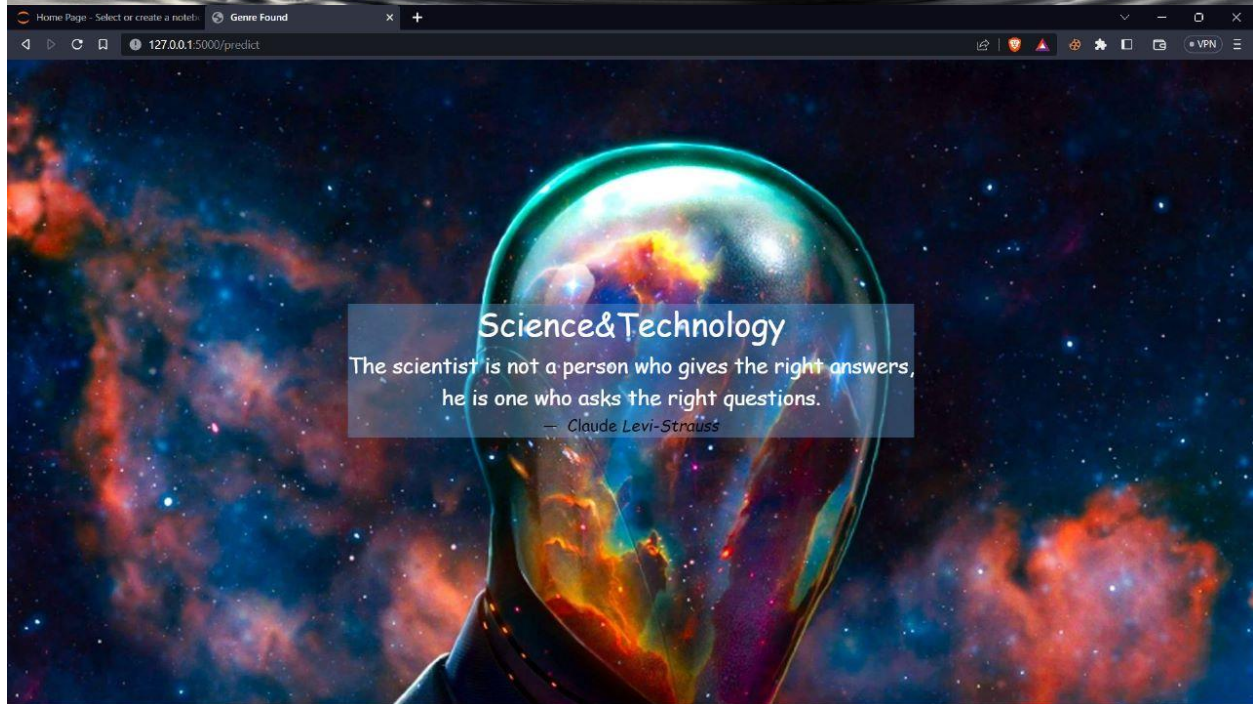 Home Page - Select or create a noteb
Genre Found
127.0.0.1:5000/predict
VPN
Science&Technology
The scientist is not a person who gives the right answers,
he is one who asks the right questions.
— Claude Levi-Strauss